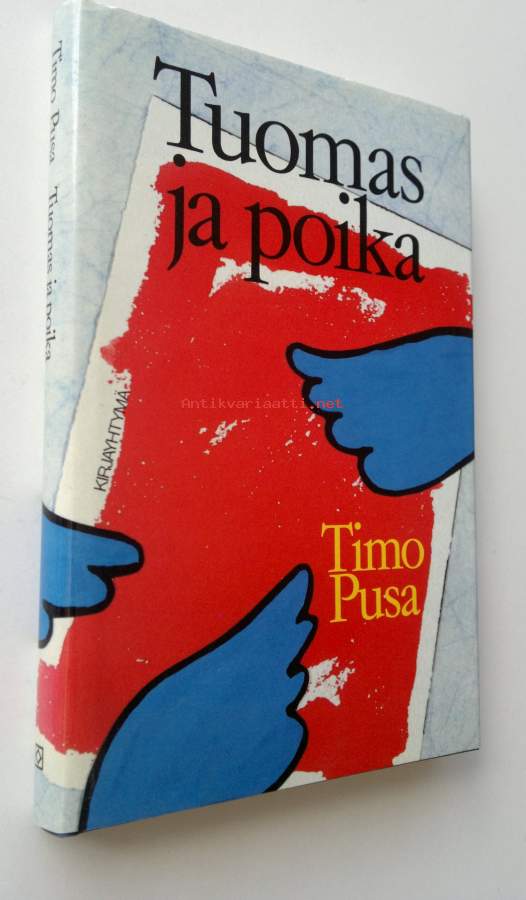 Timo Pusa Tuomas ja poika
Tuomas
ja poika
Antikvariaatti.net
KIRJAYHTYMÄ
Timo
Pusa